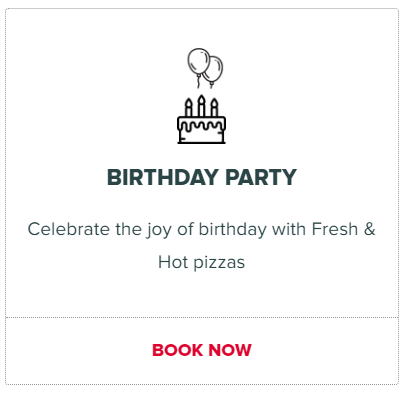 BIRTHDAY PARTY
Celebrate the joy of birthday with Fresh &
Hot pizzas
BOOK NOW